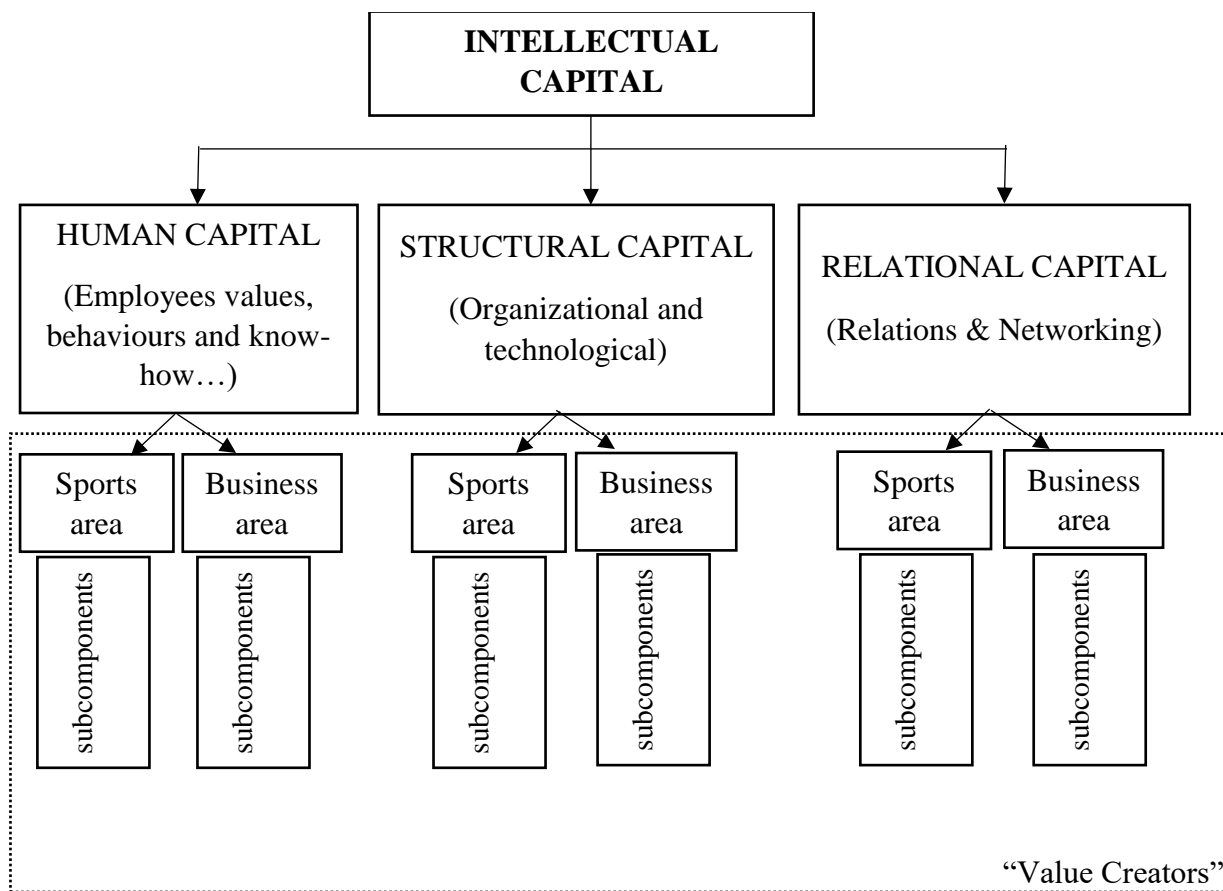 INTELLECTUAL
CAPITAL
HUMAN CAPITAL
(Employees values,
behaviours and know-
how…)
STRUCTURAL CAPITAL
(Organizational and
technological)
RELATIONAL CAPITAL
(Relations & Networking)
Sports
area
Business
area
Sports
area
Business
area
Sports
area
Business
area
subcomponents
subcomponents
subcomponents
subcomponents
subcomponents
subcomponents
“Value Creators”